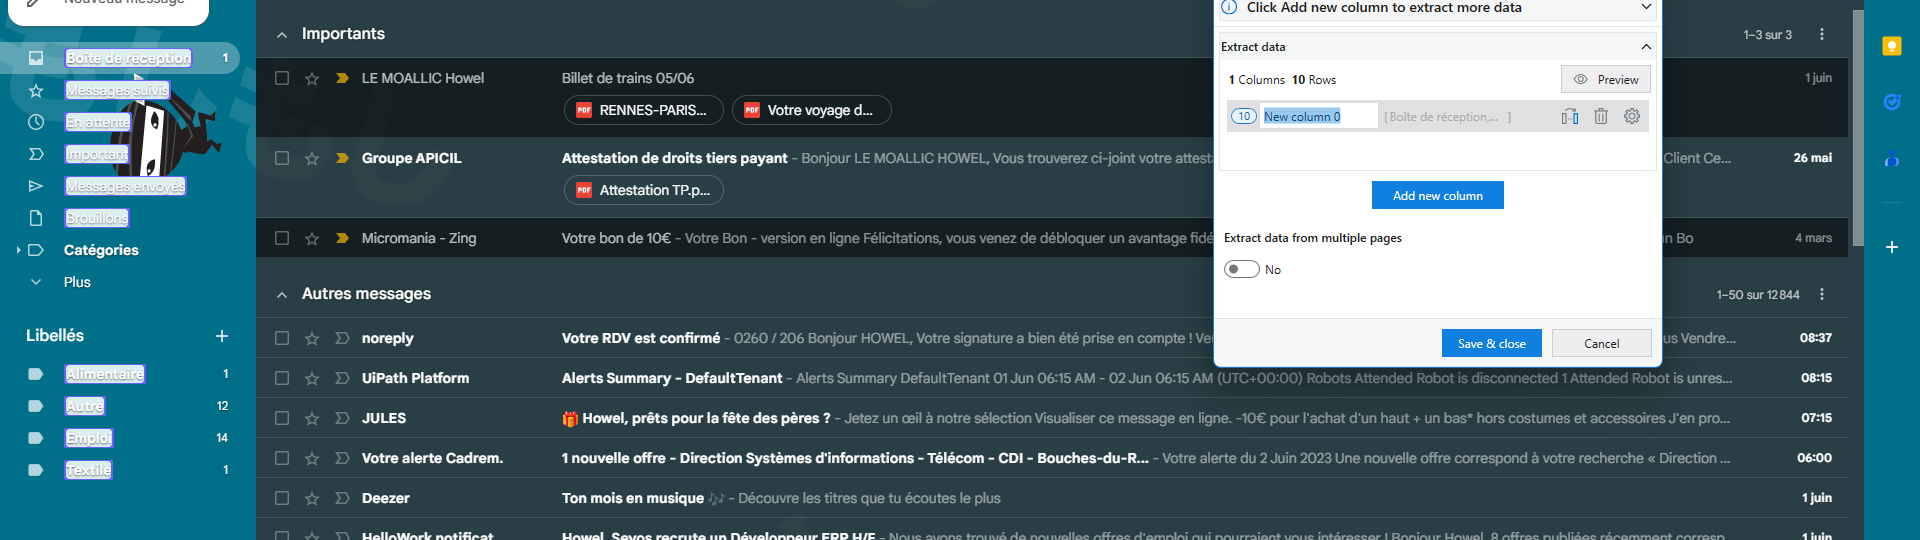 Nouveau message
Boîte de réception 1
Messages suivis
En attente
Important
Messages envoyés
Brouillons
Catégories
Plus
Libellés
Alimentaire 1
Autre 12
Emploi 14
Textile 1
Importants 1–3 sur 3
LE MOALLIC Howel Billet de trains 05/06 1 juin
PDF RENNES-PARIS... PDF Votre voyage d...
Groupe APICIL Attestation de droits tiers payant - Bonjour LE MOALLIC HOWEL, Vous trouverez ci-joint votre attest Client Ce... 26 mai
PDF Attestation TP.p...
Micromania - Zing Votre bon de 10€ - Votre Bon - version en ligne Félicitations, vous venez de débloquer un avantage fidé n Bo 4 mars
Autres messages 1–50 sur 12 844
noreply Votre RDV est confirmé - 0260 / 206 Bonjour HOWEL, Votre signature a bien été prise en compte ! Ve us Vendre... 08:37
UiPath Platform Alerts Summary - DefaultTenant - Alerts Summary DefaultTenant 01 Jun 06:15 AM - 02 Jun 06:15 AM (UTC+00:00) Robots Attended Robot is disconnected 1 Attended Robot is unres... 08:15
JULES 🎁 Howel, prêts pour la fête des pères ? - Jetez un œil à notre sélection Visualiser ce message en ligne. -10€ pour l'achat d'un haut + un bas* hors costumes et accessoires J'en pro... 07:15
Votre alerte Cadrem. 1 nouvelle offre - Direction Systèmes d'informations - Télécom - CDI - Bouches-du-R... - Votre alerte du 2 Juin 2023 Une nouvelle offre correspond à votre recherche « Direction ... 06:00
Deezer Ton mois en musique 🎶 - Découvre les titres que tu écoutes le plus 1 juin
HelloWork notificat. Howel, Sevos recrute un Développeur ERP H/F - Nous avons trouvé de nouvelles offres d'emploi qui pourraient vous intéresser ! Bonjour Howel, 8 offres publiées récemment corresp... 1 juin
Click Add new column to extract more data
Extract data
1 Columns 10 Rows Preview
10 New column 0 [ Boîte de réception,... ]
Add new column
Extract data from multiple pages
No
Save & close Cancel